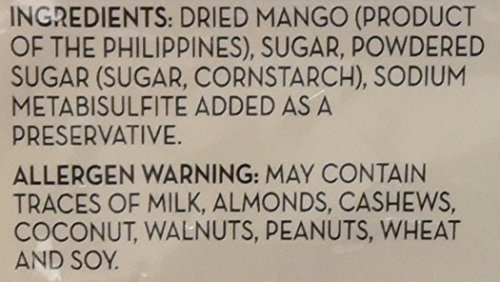 INGREDIENTS: DRIED MANGO (PRODUCT
OF THE PHILIPPINES), SUGAR, POWDERED
SUGAR (SUGAR, CORNSTARCH), SODIUM
METABISULFITE ADDED AS A
PRESERVATIVE.
ALLERGEN WARNING: MAY CONTAIN
TRACES OF MILK, ALMONDS, CASHEWS,
COCONUT, WALNUTS, PEANUTS, WHEAT
AND SOY.